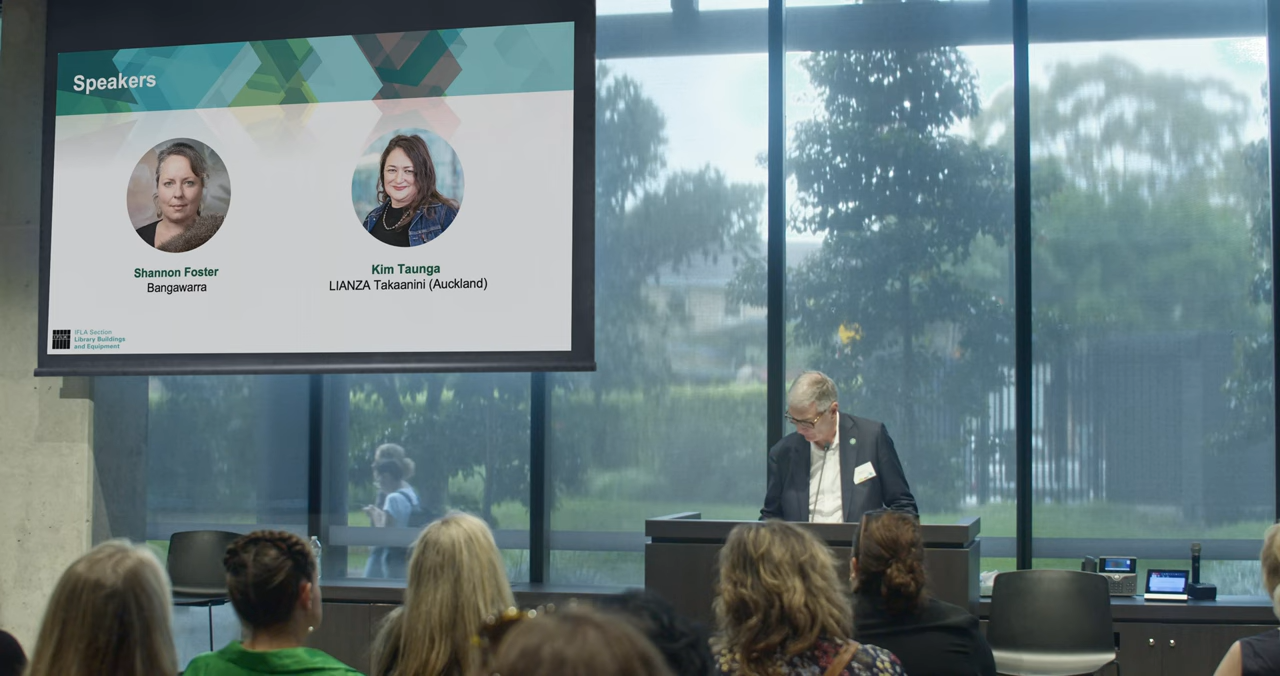 Speakers
Shannon Foster
Bangawarra
Kim Taunga
LIANZA Takaanini (Auckland)
IFLA Section
Library Buildings
and Equipment